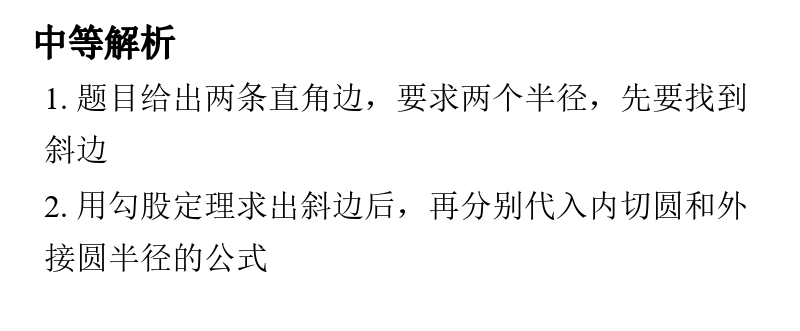 中等解析
1. 题目给出两条直角边，要求两个半径，先要找到
斜边
2. 用勾股定理求出斜边后，再分别代入内切圆和外
接圆半径的公式